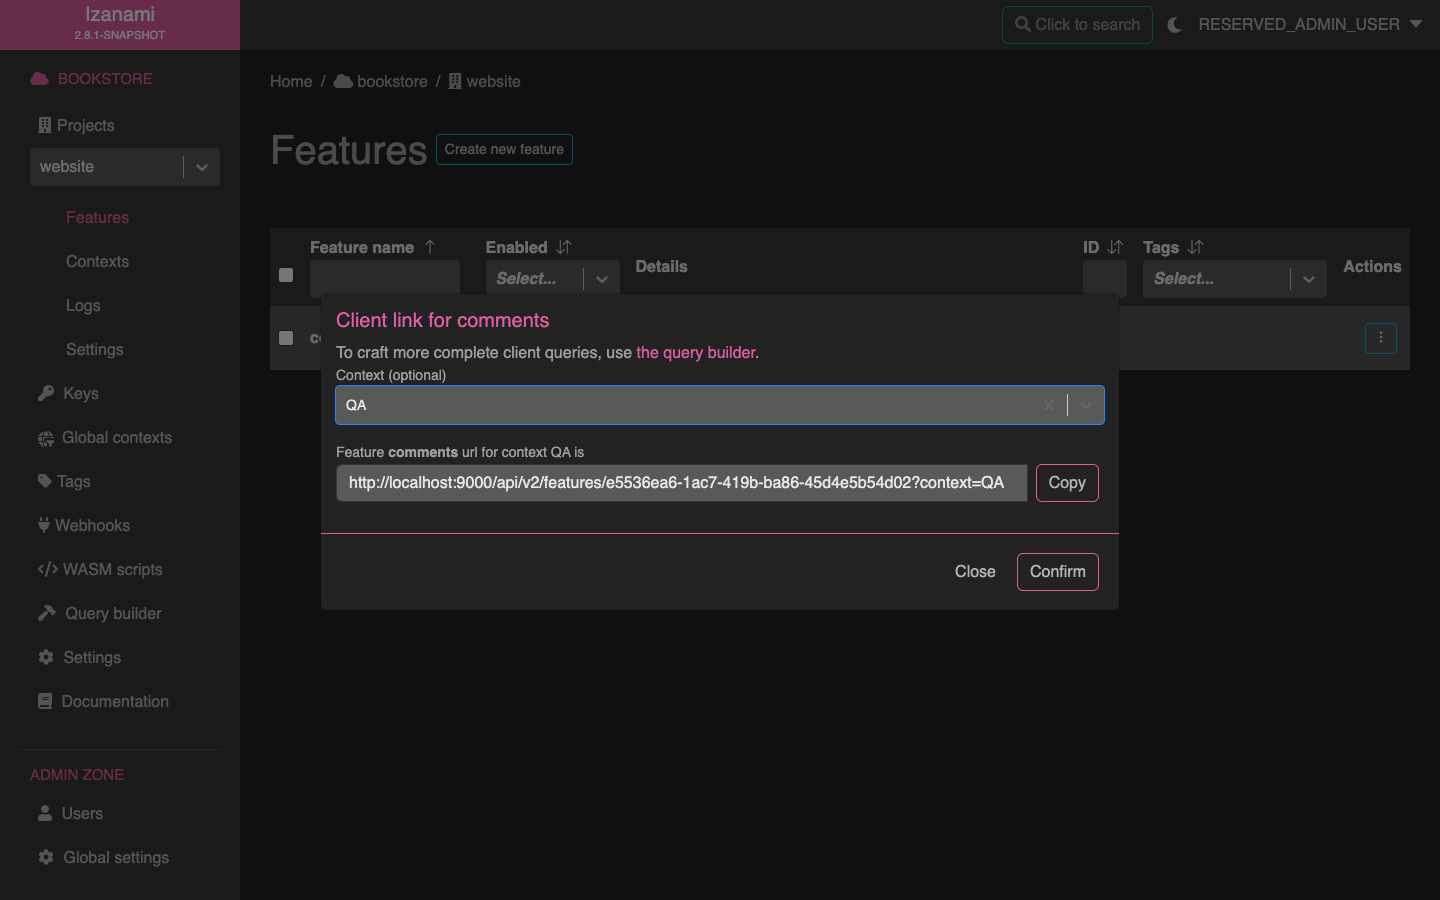 Izanami
2.8.1-SNAPSHOT
Click to search
RESERVED_ADMIN_USER
BOOKSTORE
Projects
website
Features
Contexts
Logs
Settings
Keys
Global contexts
Tags
Webhooks
WASM scripts
Query builder
Settings
Documentation
ADMIN ZONE
Users
Global settings
Home / bookstore / website
Features
Create new feature
Feature name
Enabled
Select...
Details
ID
Tags
Select...
Actions
Client link for comments
To craft more complete client queries, use the query builder.
Context (optional)
QA
Feature comments url for context QA is
http://localhost:9000/api/v2/features/e5536ea6-1ac7-419b-ba86-45d4e5b54d02?context=QA
Copy
Close
Confirm